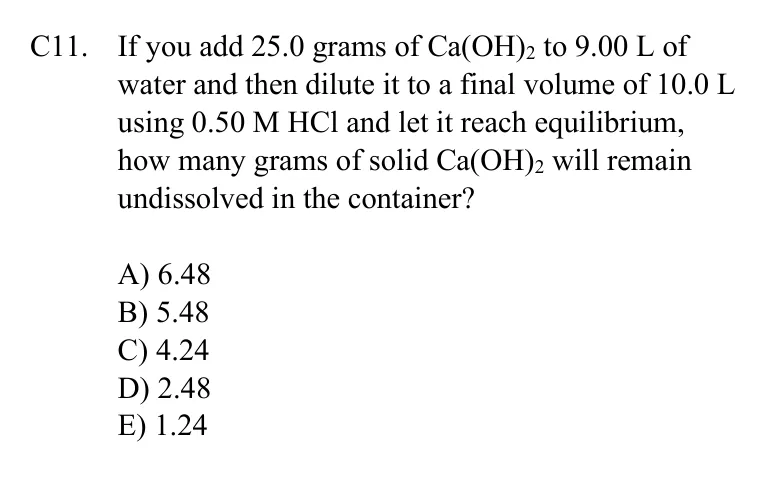 C11. If you add 25.0 grams of Ca(OH)₂ to 9.00 L of
water and then dilute it to a final volume of 10.0 L
using 0.50 M HCl and let it reach equilibrium,
how many grams of solid Ca(OH)₂ will remain
undissolved in the container?
A) 6.48
B) 5.48
C) 4.24
D) 2.48
E) 1.24